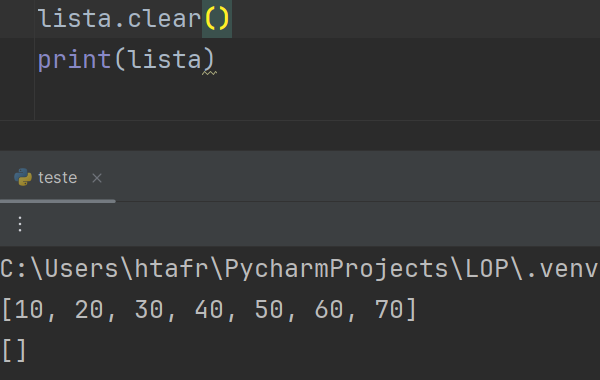 lista.clear()
print(lista)
teste
C:\Users\htafr\PycharmProjects\LOP\.venv
[10, 20, 30, 40, 50, 60, 70]
[]